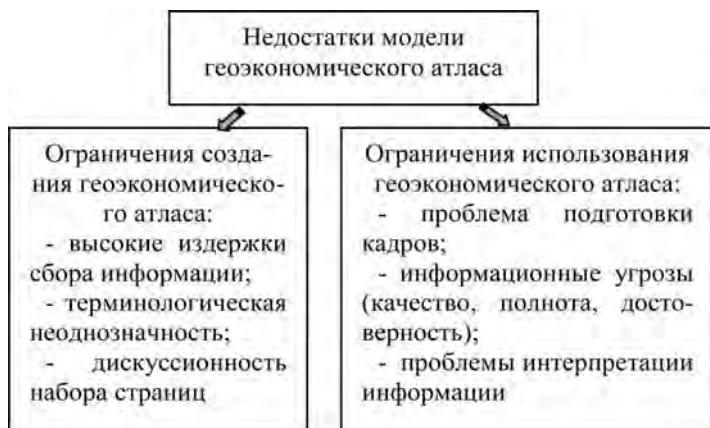 Недостатки модели
геоэкономического атласа
Ограничения созда-
ния геоэкономическо-
го атласа:
- высокие издержки
сбора информации;
- терминологическая
неоднозначность;
- дискуссионность
набора страниц
Ограничения использования
геоэкономического атласа:
- проблема подготовки
кадров;
- информационные угрозы
(качество, полнота, досто-
верность);
- проблемы интерпретации
информации